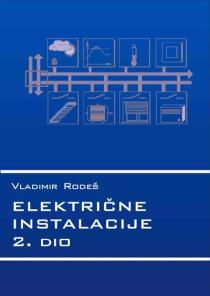 Vladimir Rodeš
ELEKTRIČNE
INSTALACIJE
2. DIO